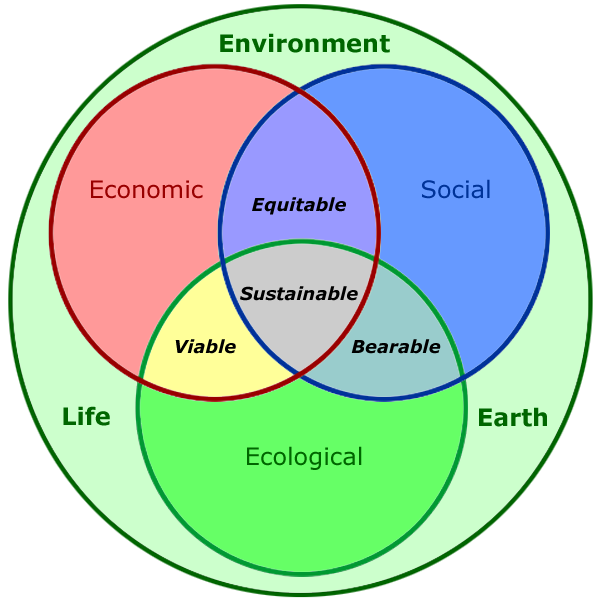 Environment
Economic
Social
Equitable
Sustainable
Viable
Bearable
Life
Earth
Ecological